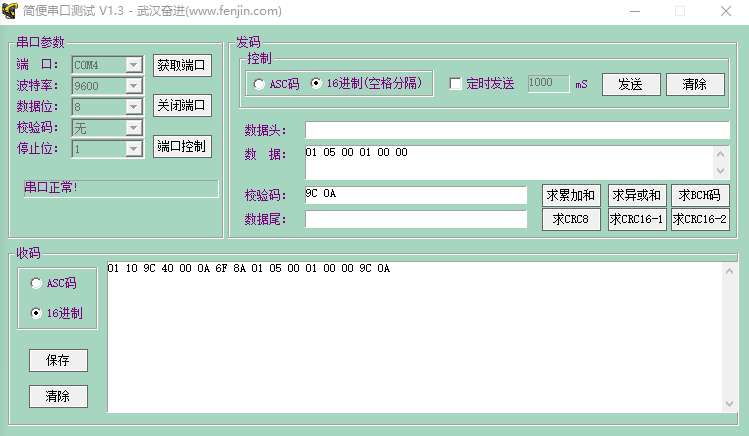 简便串口测试 V1.3 - 武汉奋进(www.fenjin.com)
串口参数
端 口: COM4 获取端口
波特率: 9600
数据位: 8 关闭端口
校验码: 无
停止位: 1 端口控制
串口正常!
发码
控制
ASC码 16进制(空格分隔) 定时发送 1000 mS 发送 清除
数据头:
数 据: 01 05 00 01 00 00
校验码: 9C 0A 求累加和 求异或和 求BCH码
数据尾: 求CRC8 求CRC16-1 求CRC16-2
收码
ASC码
16进制
保存
清除
01 10 9C 40 00 0A 6F 8A 01 05 00 01 00 00 9C 0A